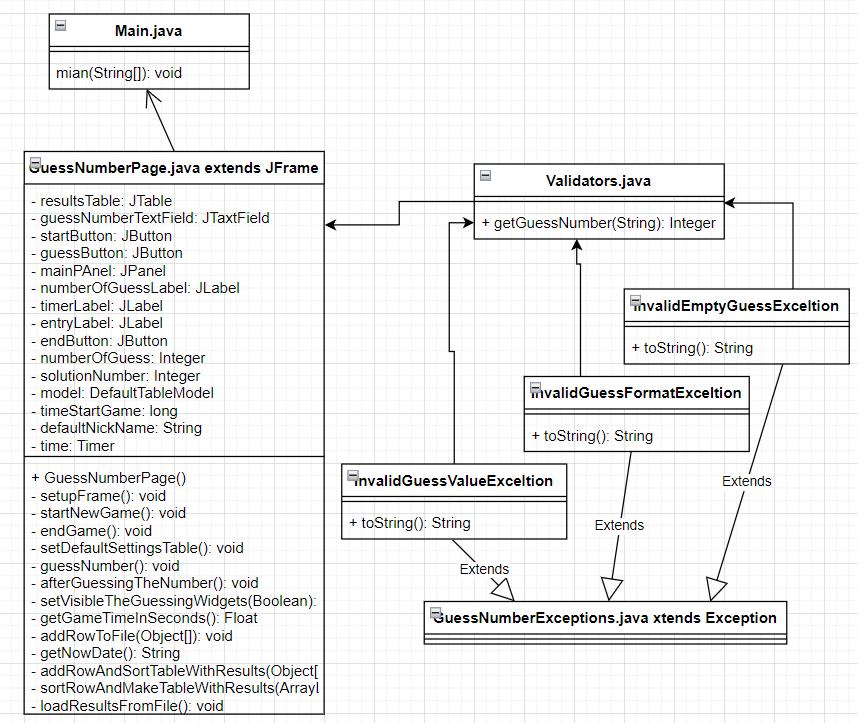 Main.java
mian(String[]): void
GuessNumberPage.java extends JFrame
- resultsTable: JTable
- guessNumberTextField: JTaxtField
- startButton: JButton
- guessButton: JButton
- mainPAnel: JPanel
- numberOfGuessLabel: JLabel
- timerLabel: JLabel
- entryLabel: JLabel
- endButton: JButton
- numberOfGuess: Integer
- solutionNumber: Integer
- model: DefaultTableModel
- timeStartGame: long
- defaultNickName: String
- time: Timer
+ GuessNumberPage()
- setupFrame(): void
- startNewGame(): void
- endGame(): void
- setDefaultSettingsTable(): void
- guessNumber(): void
- afterGuessingTheNumber(): void
- setVisibleTheGuessingWidgets(Boolean):
- getGameTimeInSeconds(): Float
- addRowToFile(Object[]): void
- getNowDate(): String
- addRowAndSortTableWithResults(Object[
- sortRowAndMakeTableWithResults(Arrayl
- loadResultsFromFile(): void
Validators.java
+ getGuessNumber(String): Integer
InvalidEmptyGuessExceltion
+ toString(): String
InvalidGuessFormatExceltion
+ toString(): String
InvalidGuessValueExceltion
+ toString(): String
Extends
Extends
Extends
GuessNumberExceptions.java xtends Exception